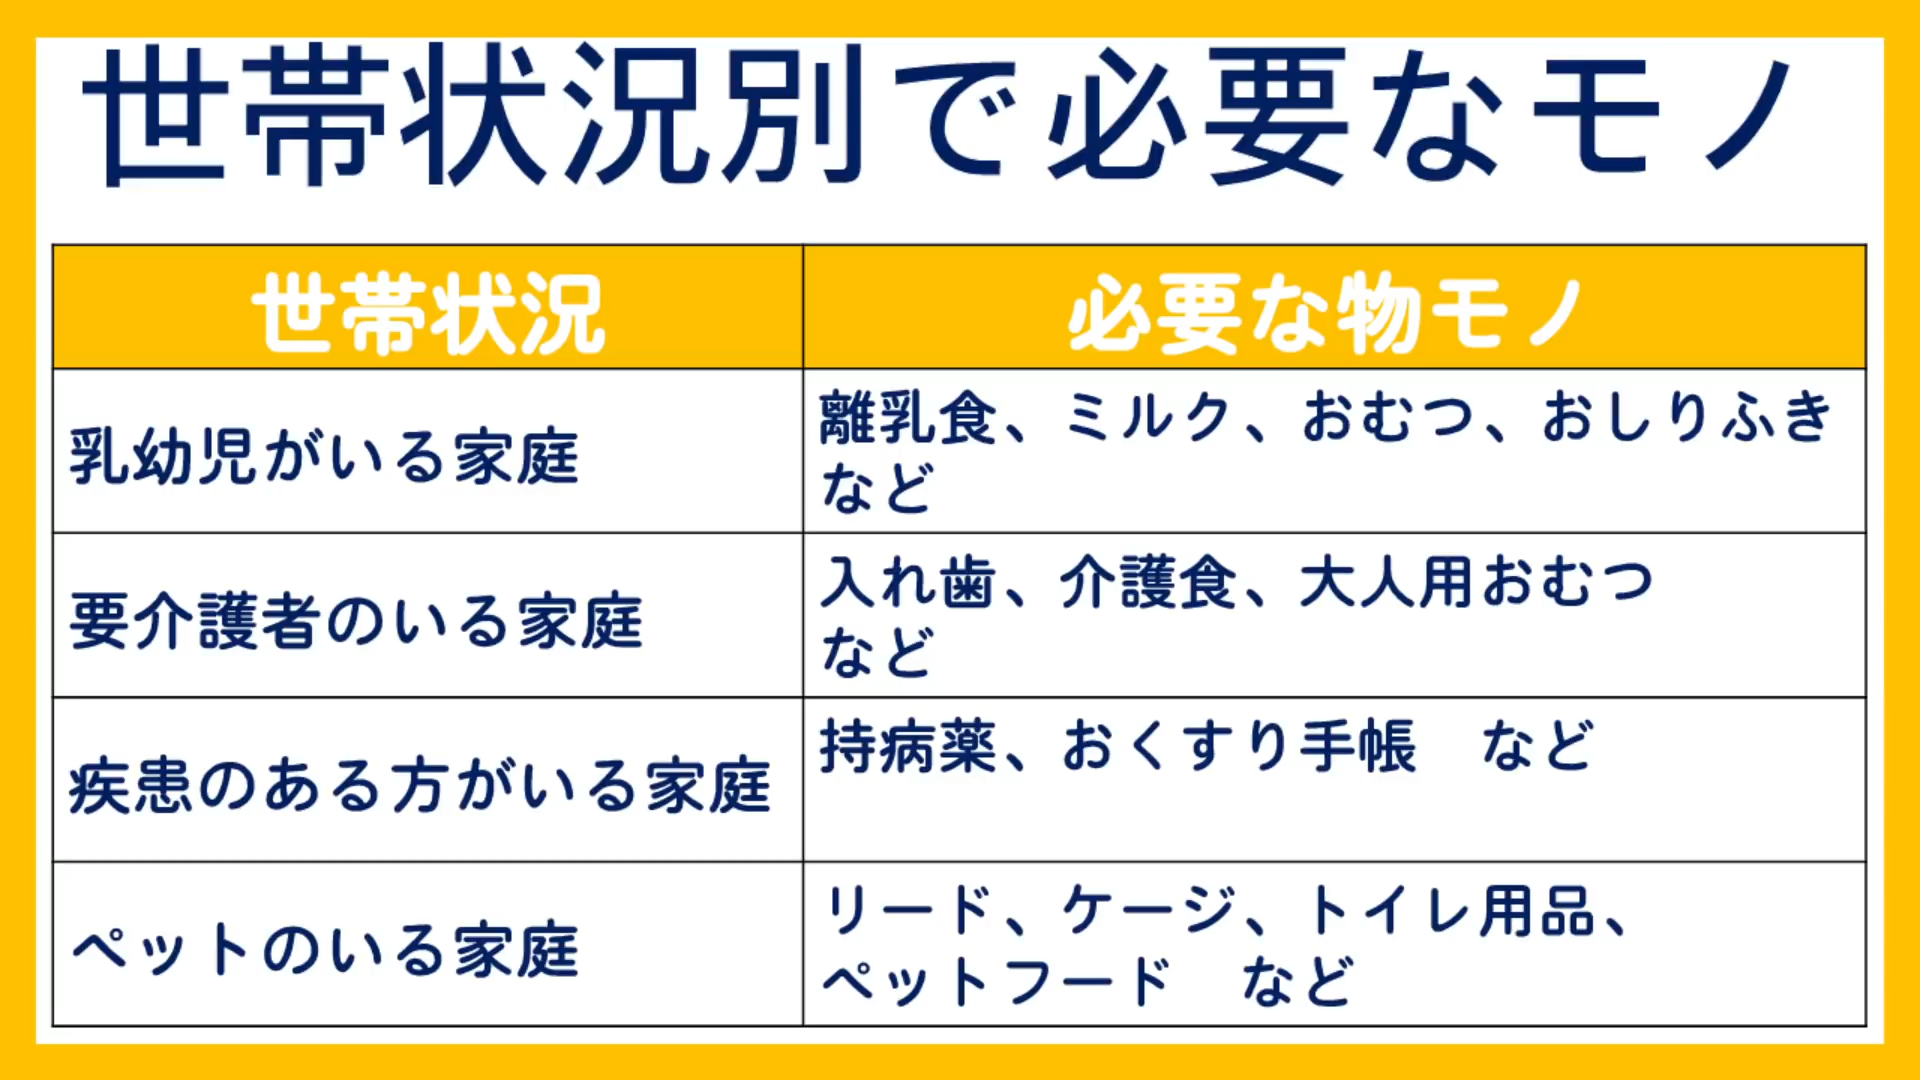 世帯状況別で必要なモノ
世帯状況
必要な物モノ
乳幼児がいる家庭
離乳食、ミルク、おむつ、おしりふき
など
要介護者のいる家庭
入れ歯、介護食、大人用おむつ
など
疾患のある方がいる家庭
持病薬、おくすり手帳　など
ペットのいる家庭
リード、ケージ、トイレ用品、
ペットフード　など